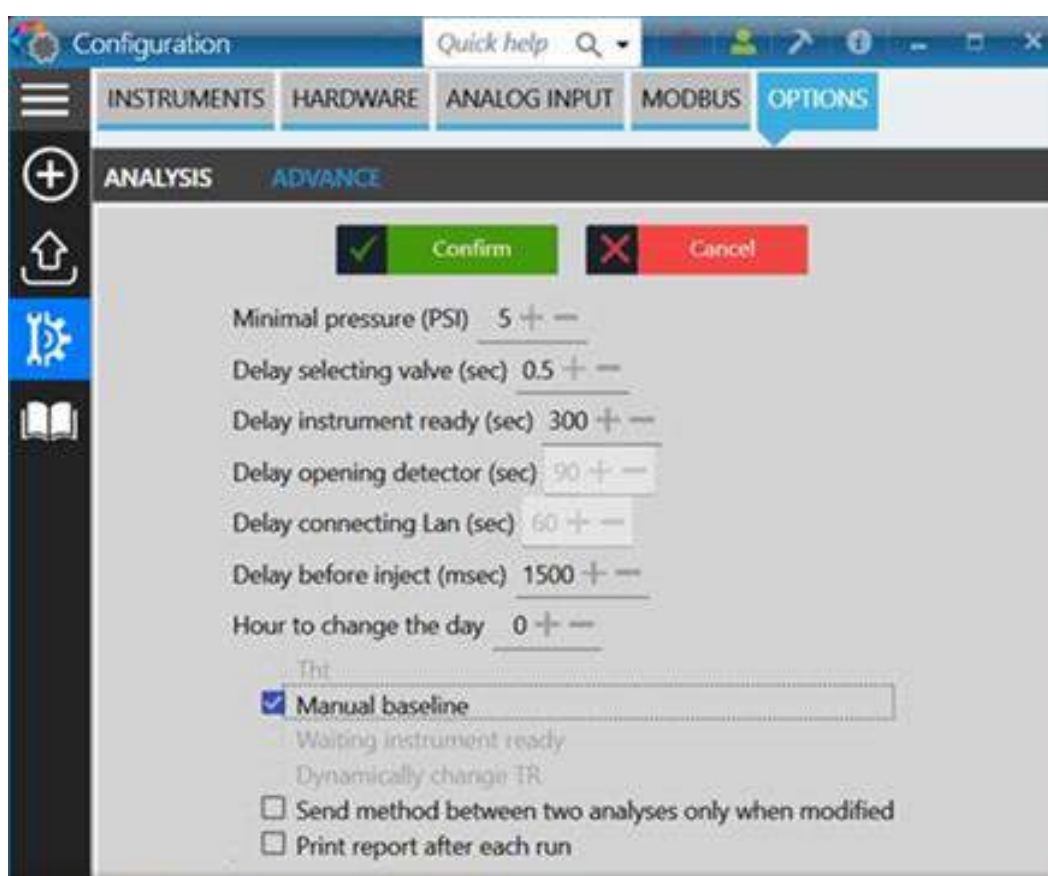 Configuration
Quick help
INSTRUMENTS HARDWARE ANALOG INPUT MODBUS OPTIONS
ANALYSIS ADVANCE
Confirm Cancel
Minimal pressure (PSI) 5
Delay selecting valve (sec) 0.5
Delay instrument ready (sec) 300
Delay opening detector (sec) 90
Delay connecting Lan (sec) 60
Delay before inject (msec) 1500
Hour to change the day 0
Tht
Manual baseline
Waiting instrument ready
Dynamically change TR
Send method between two analyses only when modified
Print report after each run